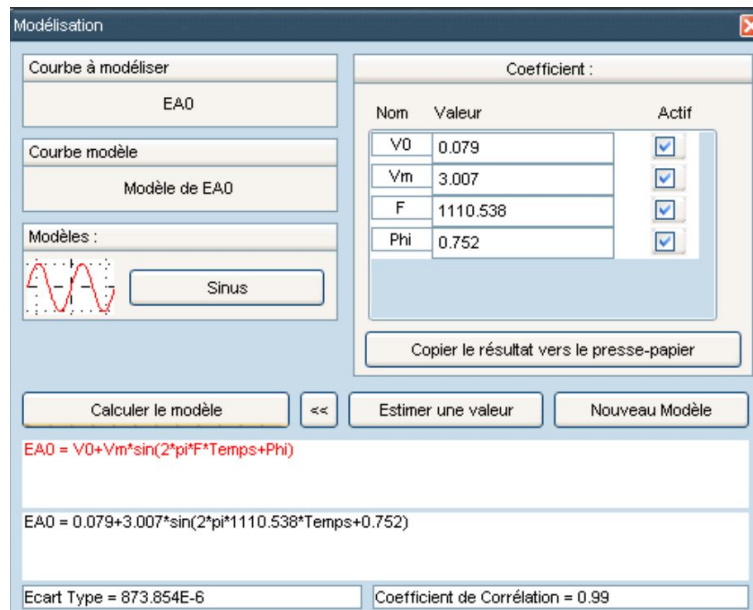 Modélisation
Courbe à modéliser
EA0
Courbe modèle
Modèle de EA0
Modèles :
Sinus
Coefficient :
Nom Valeur Actif
V0 0.079
Vm 3.007
F 1110.538
Phi 0.752
Copier le résultat vers le presse-papier
Calculer le modèle << Estimer une valeur Nouveau Modèle
EA0 = V0+Vm*sin(2*pi*F*Temps+Phi)
EA0 = 0.079+3.007*sin(2*pi*1110.538*Temps+0.752)
Ecart Type = 873.854E-6 Coefficient de Corrélation = 0.99